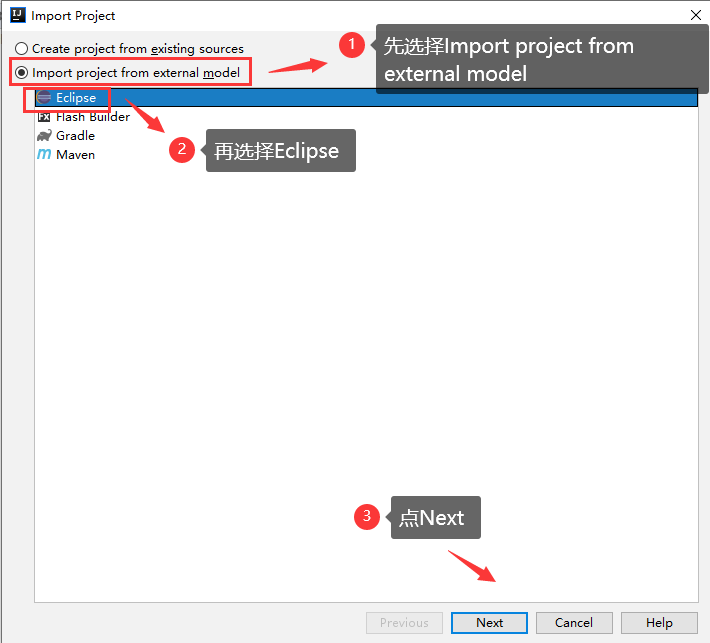 Import Project
Create project from existing sources
1
先选择Import project from
external model
Import project from external model
Eclipse
Flash Builder
2
再选择Eclipse
Gradle
Maven
3
点Next
Previous
Next
Cancel
Help